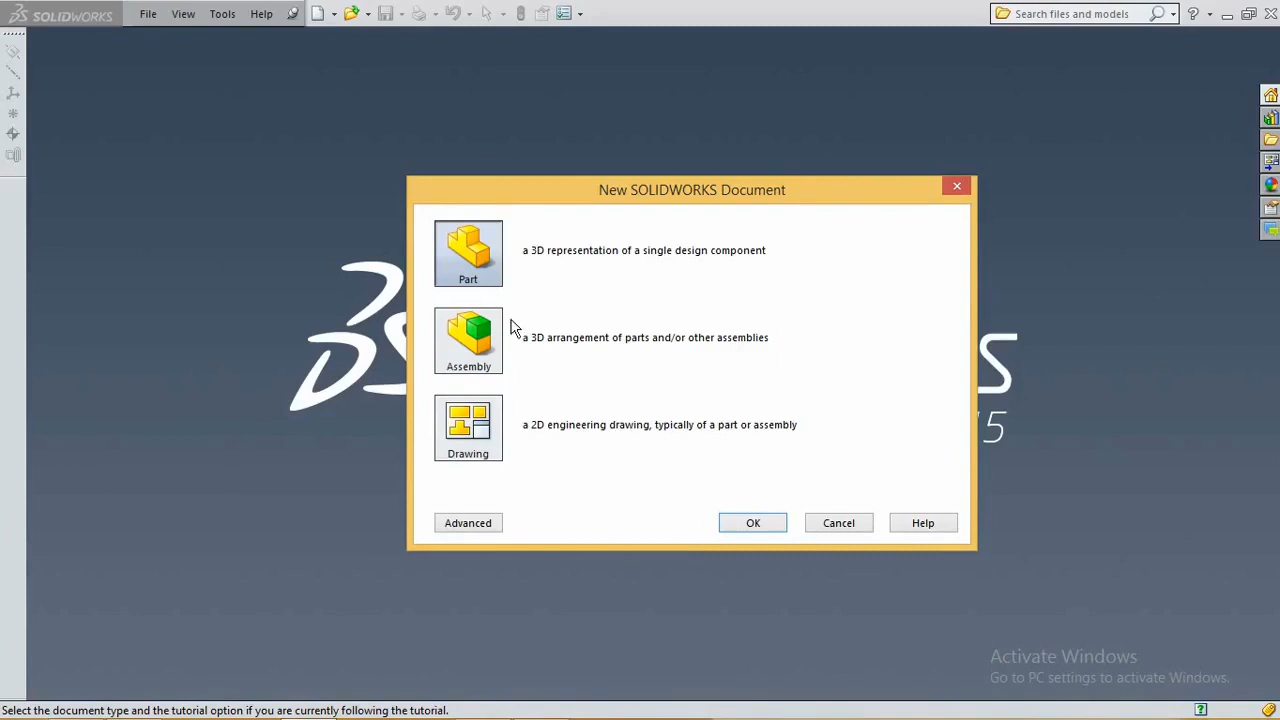 SOLIDWORKS File View Tools Help Search files and models
New SOLIDWORKS Document
Part a 3D representation of a single design component
Assembly a 3D arrangement of parts and/or other assemblies
Drawing a 2D engineering drawing, typically of a part or assembly
Advanced OK Cancel Help
Activate Windows
Go to PC settings to activate Windows.
Select the document type and the tutorial option if you are currently following the tutorial.